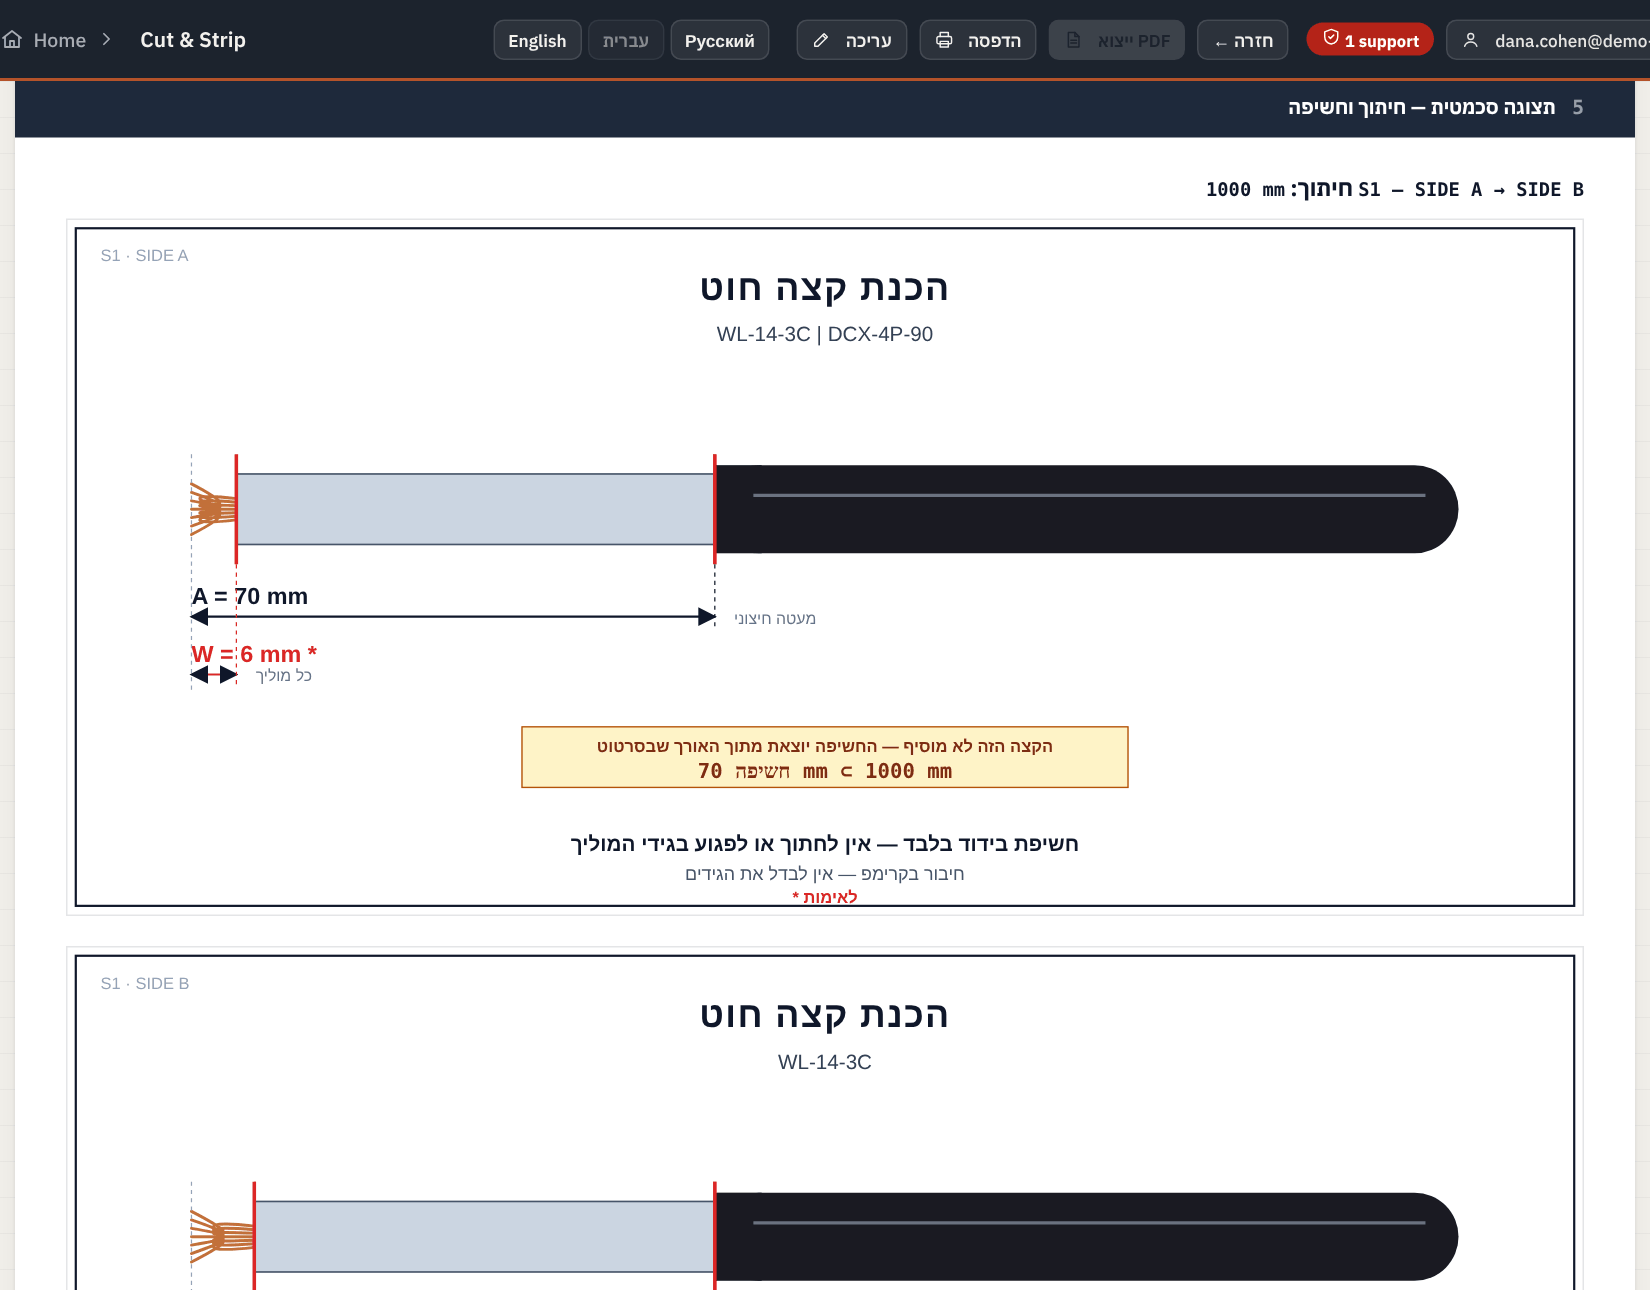 Home > Cut & Strip English עברית Русский עריכה הדפסה ייצוא PDF חזרה ← 1 support dana.cohen@demo-
5 תצוגה סכמטית – חיתוך וחשיפה
S1 – SIDE A → SIDE B חיתוך: 1000 mm
S1 · SIDE A
הכנת קצה חוט
WL-14-3C | DCX-4P-90
A = 70 mm
מעטה חיצוני
W = 6 mm *
כל מוליך
הקצה הזה לא מוסיף — החשיפה יוצאת מתוך האורך שבסרטוט
70 חשיפה mm ⊂ 1000 mm
חשיפת בידוד בלבד — אין לחתוך או לפגוע בגידי המוליך
חיבור בקרימפ — אין לבדל את הגידים
* לאימות
S1 · SIDE B
הכנת קצה חוט
WL-14-3C